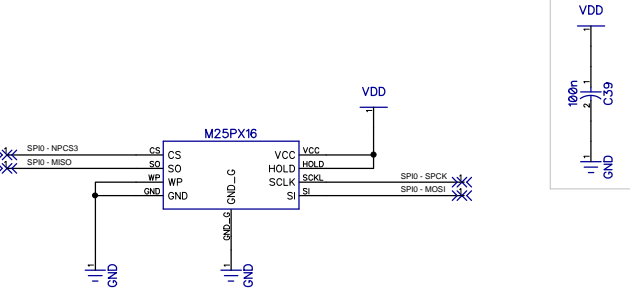 VDD
1
1
100n
C39
2
1
GND
VDD
1
M25PX16
SPI0 - NPCS3
CS
CS
VCC
VCC
SPI0 - MISO
SO
SO
HOLD
HOLD
WP
WP
SCLK
SCKL
SPI0 - SPCK
GND
GND
GND_G
SI
SI
SPI0 - MOSI
GND_G
1
GND
1
GND